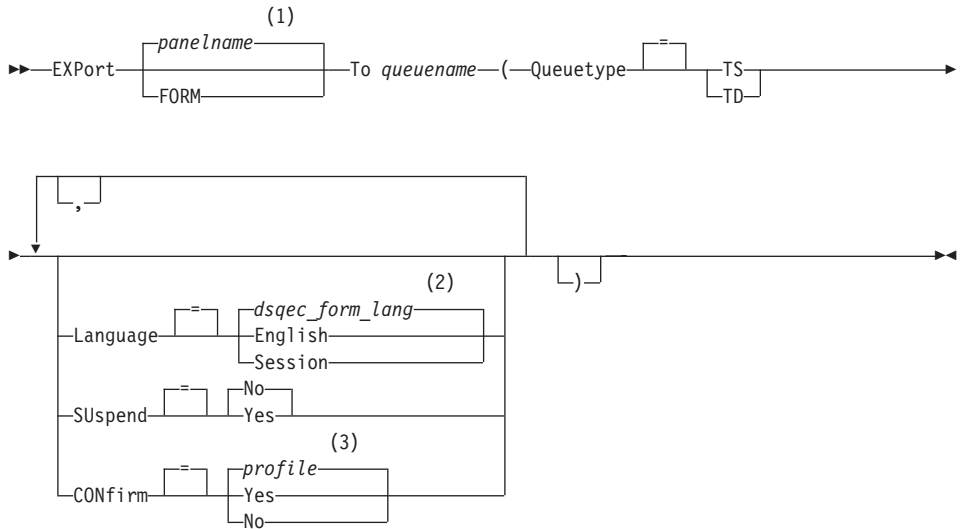 (1)
panelname
EXPort To queuename ( Queuetype = TS
FORM TD
,
)
(2)
Language = dsqec_form_lang
English
Session
SUspend = No
Yes
(3)
CONfirm = profile
Yes
No